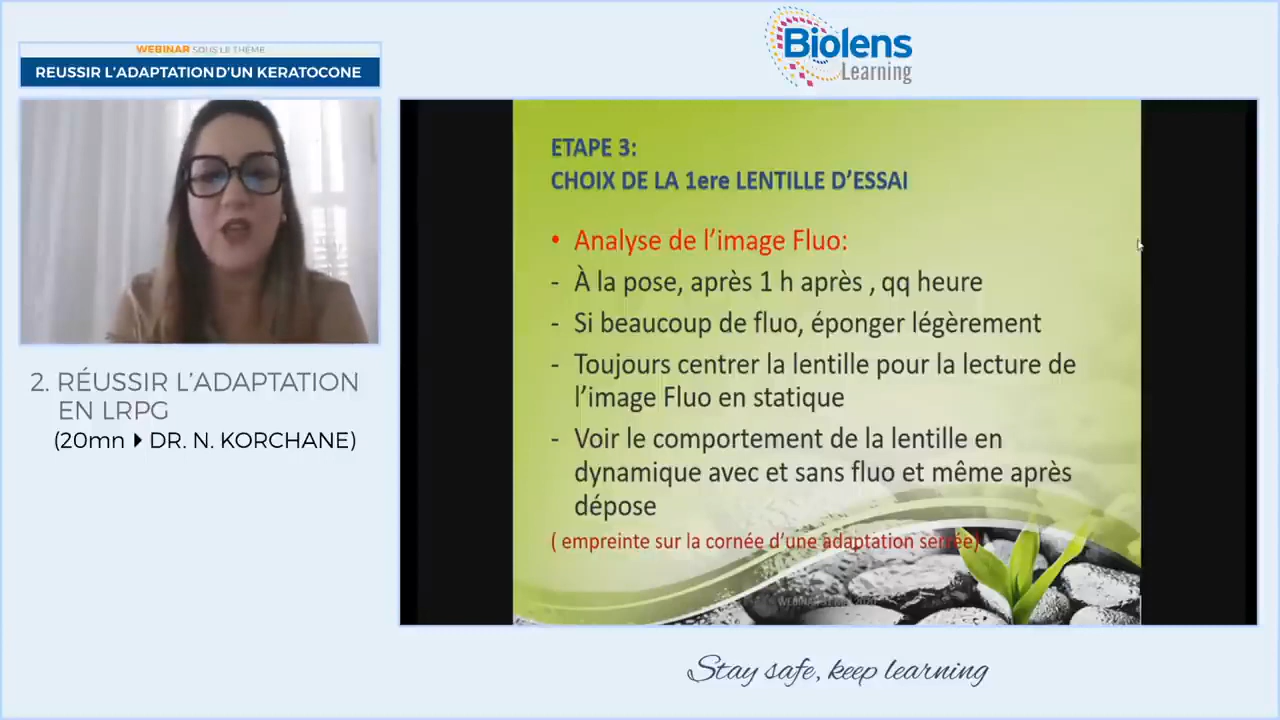 WEBINAR SOUS LE THÈME
REUSSIR L'ADAPTATION D'UN KERATOCONE
Biolens
Learning
2. RÉUSSIR L'ADAPTATION
EN LRPG
(20mn ▸ DR. N. KORCHANE)
ETAPE 3:
CHOIX DE LA 1ere LENTILLE D'ESSAI
• Analyse de l'image Fluo:
- À la pose, après 1 h après , qq heure
- Si beaucoup de fluo, éponger légèrement
- Toujours centrer la lentille pour la lecture de
l'image Fluo en statique
- Voir le comportement de la lentille en
dynamique avec et sans fluo et même après
dépose
( empreinte sur la cornée d'une adaptation serrée)
WEBINAR
Stay safe, keep learning